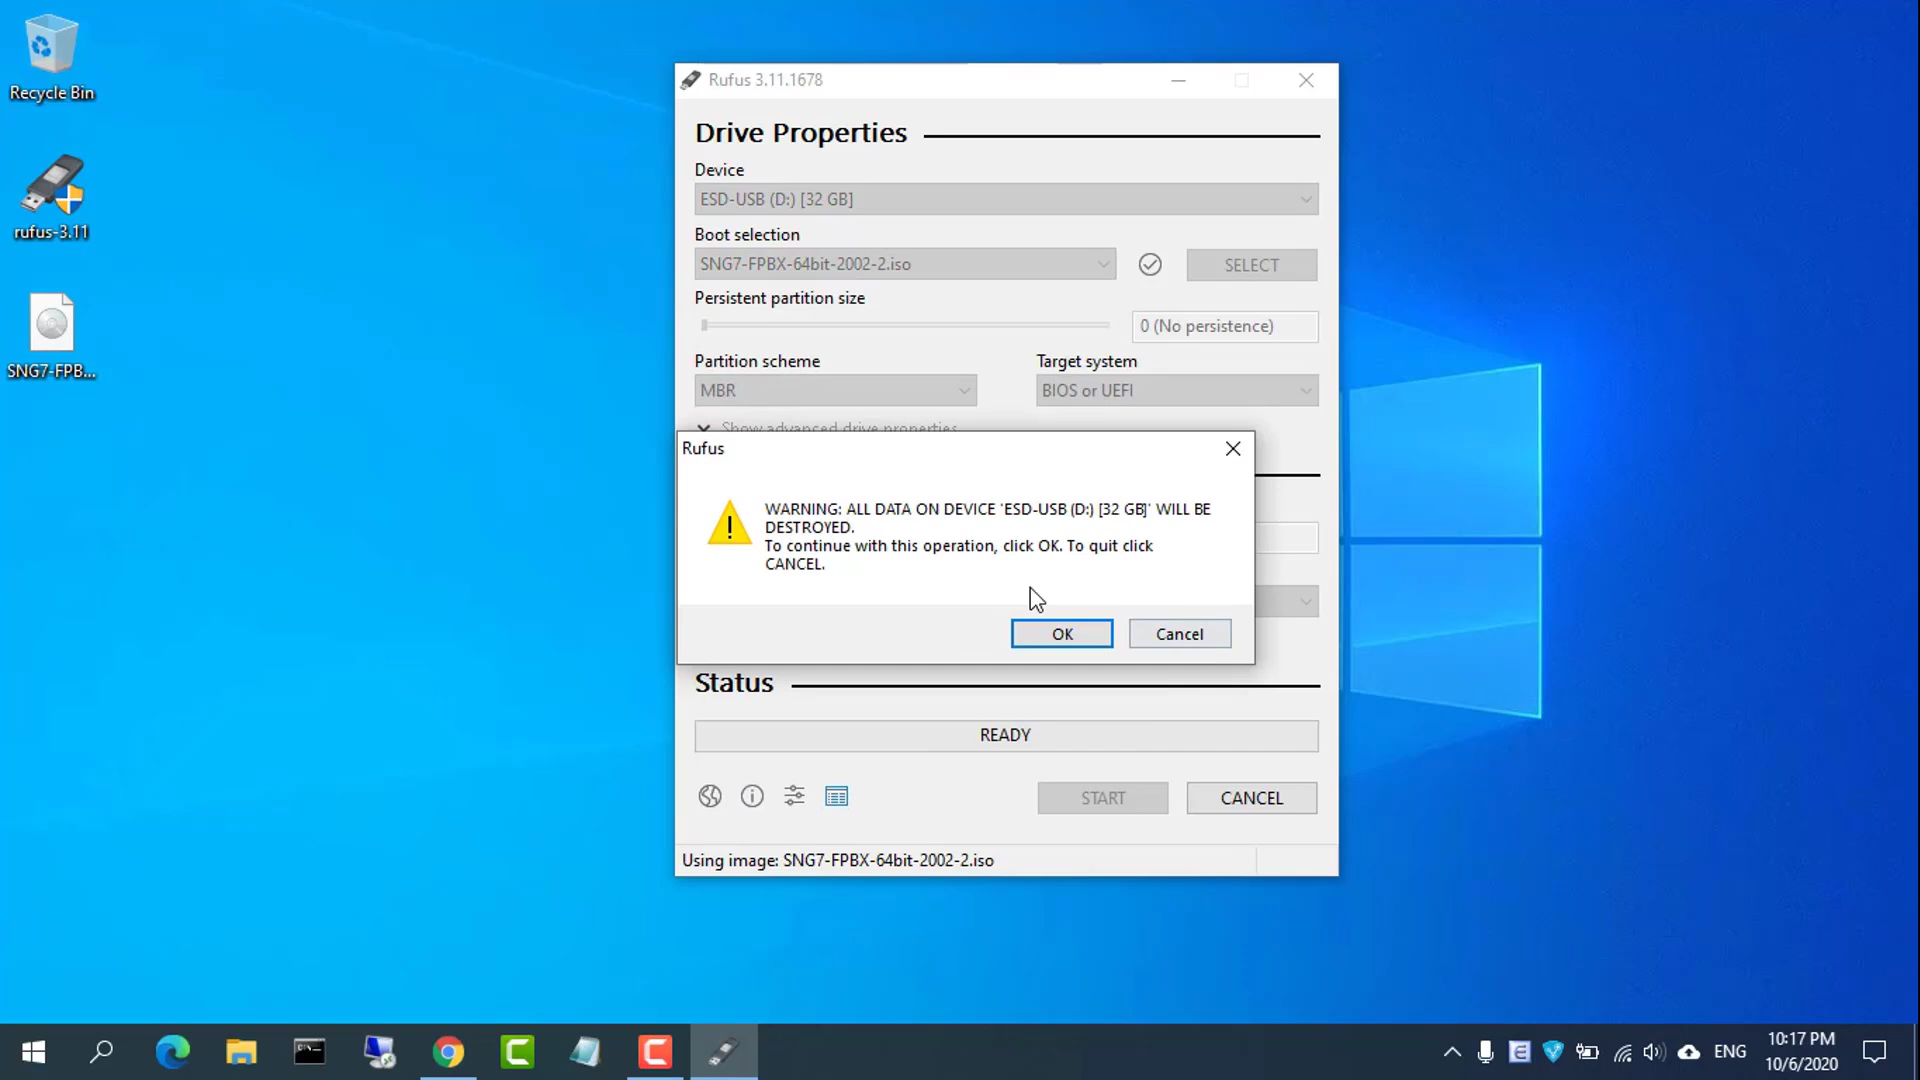 Recycle Bin
rufus-3.11
SNG7-FPB...
Rufus 3.11.1678
Drive Properties
Device
ESD-USB (D:) [32 GB]
Boot selection
SNG7-FPBX-64bit-2002-2.iso
SELECT
Persistent partition size
0 (No persistence)
Partition scheme
Target system
MBR
BIOS or UEFI
Show advanced drive properties
Rufus
WARNING: ALL DATA ON DEVICE 'ESD-USB (D:) [32 GB]' WILL BE
DESTROYED.
To continue with this operation, click OK. To quit click
CANCEL.
OK
Cancel
Status
READY
START
CANCEL
Using image: SNG7-FPBX-64bit-2002-2.iso
ENG
10:17 PM
10/6/2020